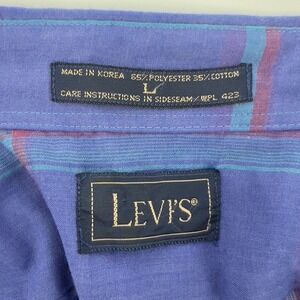 MADE IN KOREA 65% POLYESTER 35% COTTON
L
CARE INSTRUCTIONS IN SIDESEAM / WPL 423
LEVI'S®